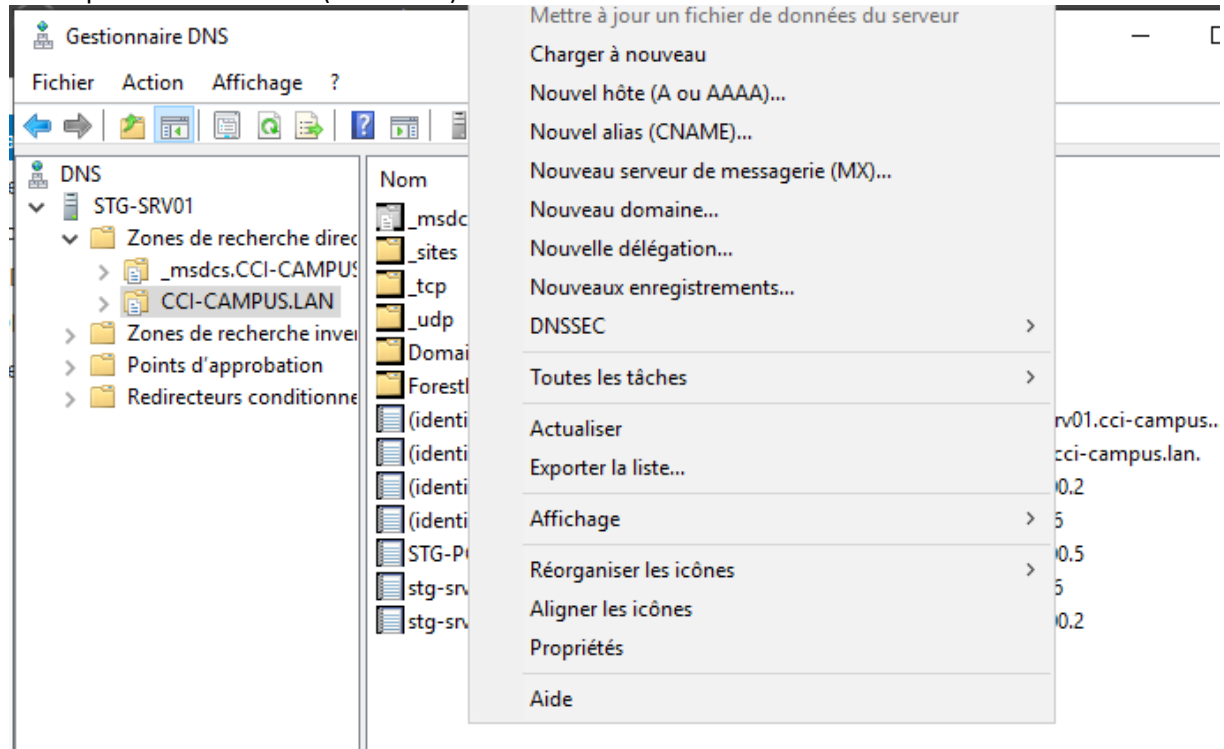 Gestionnaire DNS
Fichier Action Affichage ?
DNS
STG-SRV01
Zones de recherche direc
_msdcs.CCI-CAMPUS
CCI-CAMPUS.LAN
Zones de recherche inver
Points d'approbation
Redirecteurs conditionne
Nom
_msdc
_sites
_tcp
_udp
Domai
Forest
(identi
(identi
(identi
(identi
STG-P
stg-srv
stg-srv
Mettre à jour un fichier de données du serveur
Charger à nouveau
Nouvel hôte (A ou AAAA)...
Nouvel alias (CNAME)...
Nouveau serveur de messagerie (MX)...
Nouveau domaine...
Nouvelle délégation...
Nouveaux enregistrements...
DNSSEC
Toutes les tâches
Actualiser
Exporter la liste...
Affichage
Réorganiser les icônes
Aligner les icônes
Propriétés
Aide
rv01.cci-campus...
cci-campus.lan.
0.2
6
0.5
6
0.2